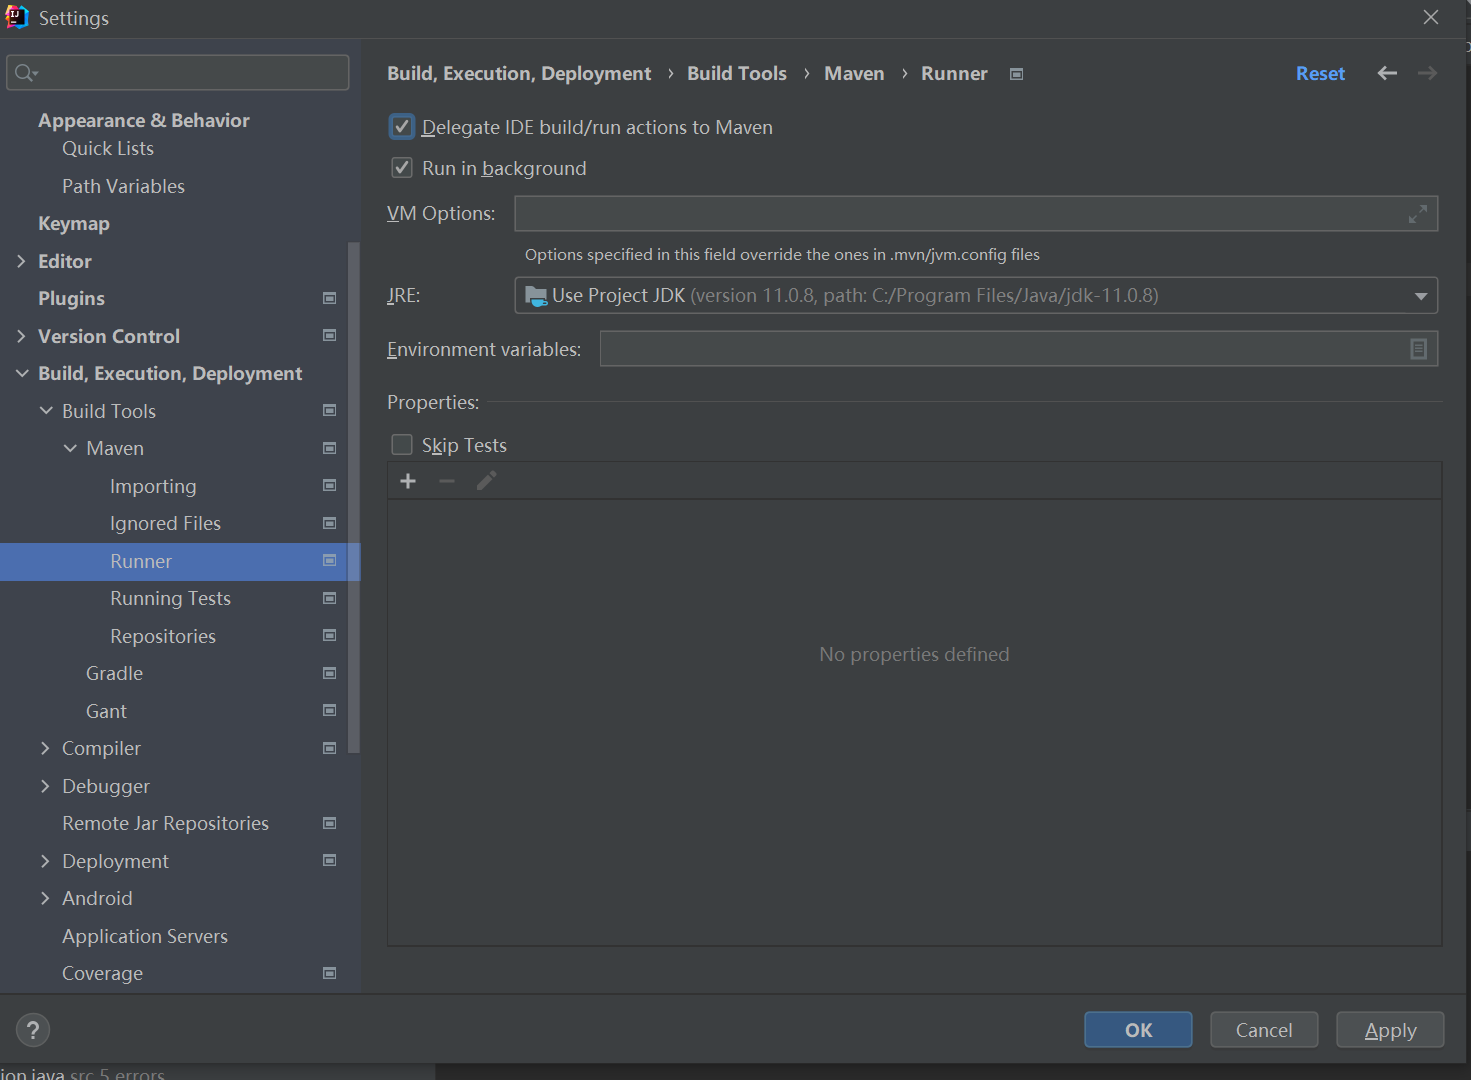 Settings
Appearance & Behavior
Quick Lists
Path Variables
Keymap
Editor
Plugins
Version Control
Build, Execution, Deployment
Build Tools
Maven
Importing
Ignored Files
Runner
Running Tests
Repositories
Gradle
Gant
Compiler
Debugger
Remote Jar Repositories
Deployment
Android
Application Servers
Coverage
Build, Execution, Deployment › Build Tools › Maven › Runner
Reset
Delegate IDE build/run actions to Maven
Run in background
VM Options:
Options specified in this field override the ones in .mvn/jvm.config files
JRE: Use Project JDK (version 11.0.8, path: C:/Program Files/Java/jdk-11.0.8)
Environment variables:
Properties:
Skip Tests
No properties defined
?
OK Cancel Apply
ion.java src 5 errors